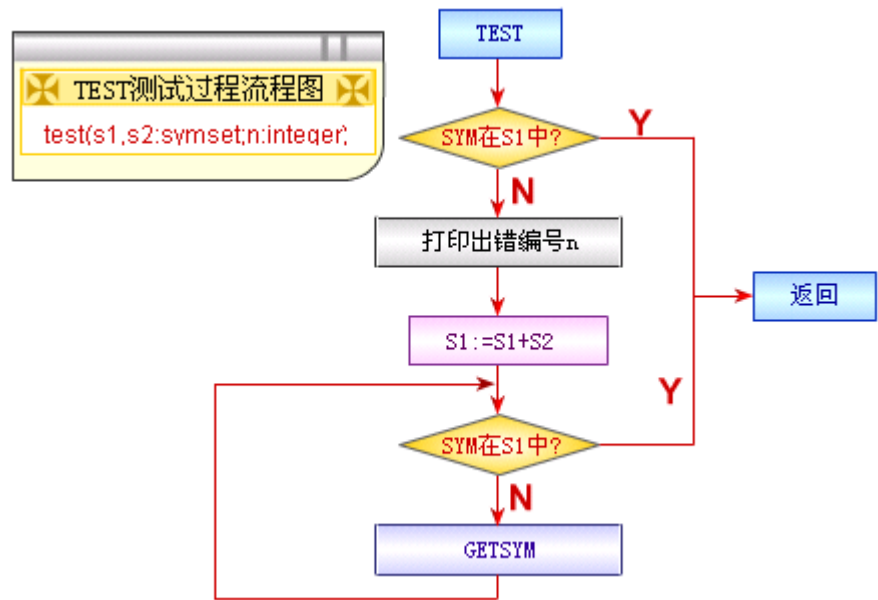 TEST测试过程流程图
test(s1,s2:symset;n:integer);
TEST
SYM在S1中?
Y
N
打印出错编号n
返回
S1:=S1+S2
Y
SYM在S1中?
N
GETSYM